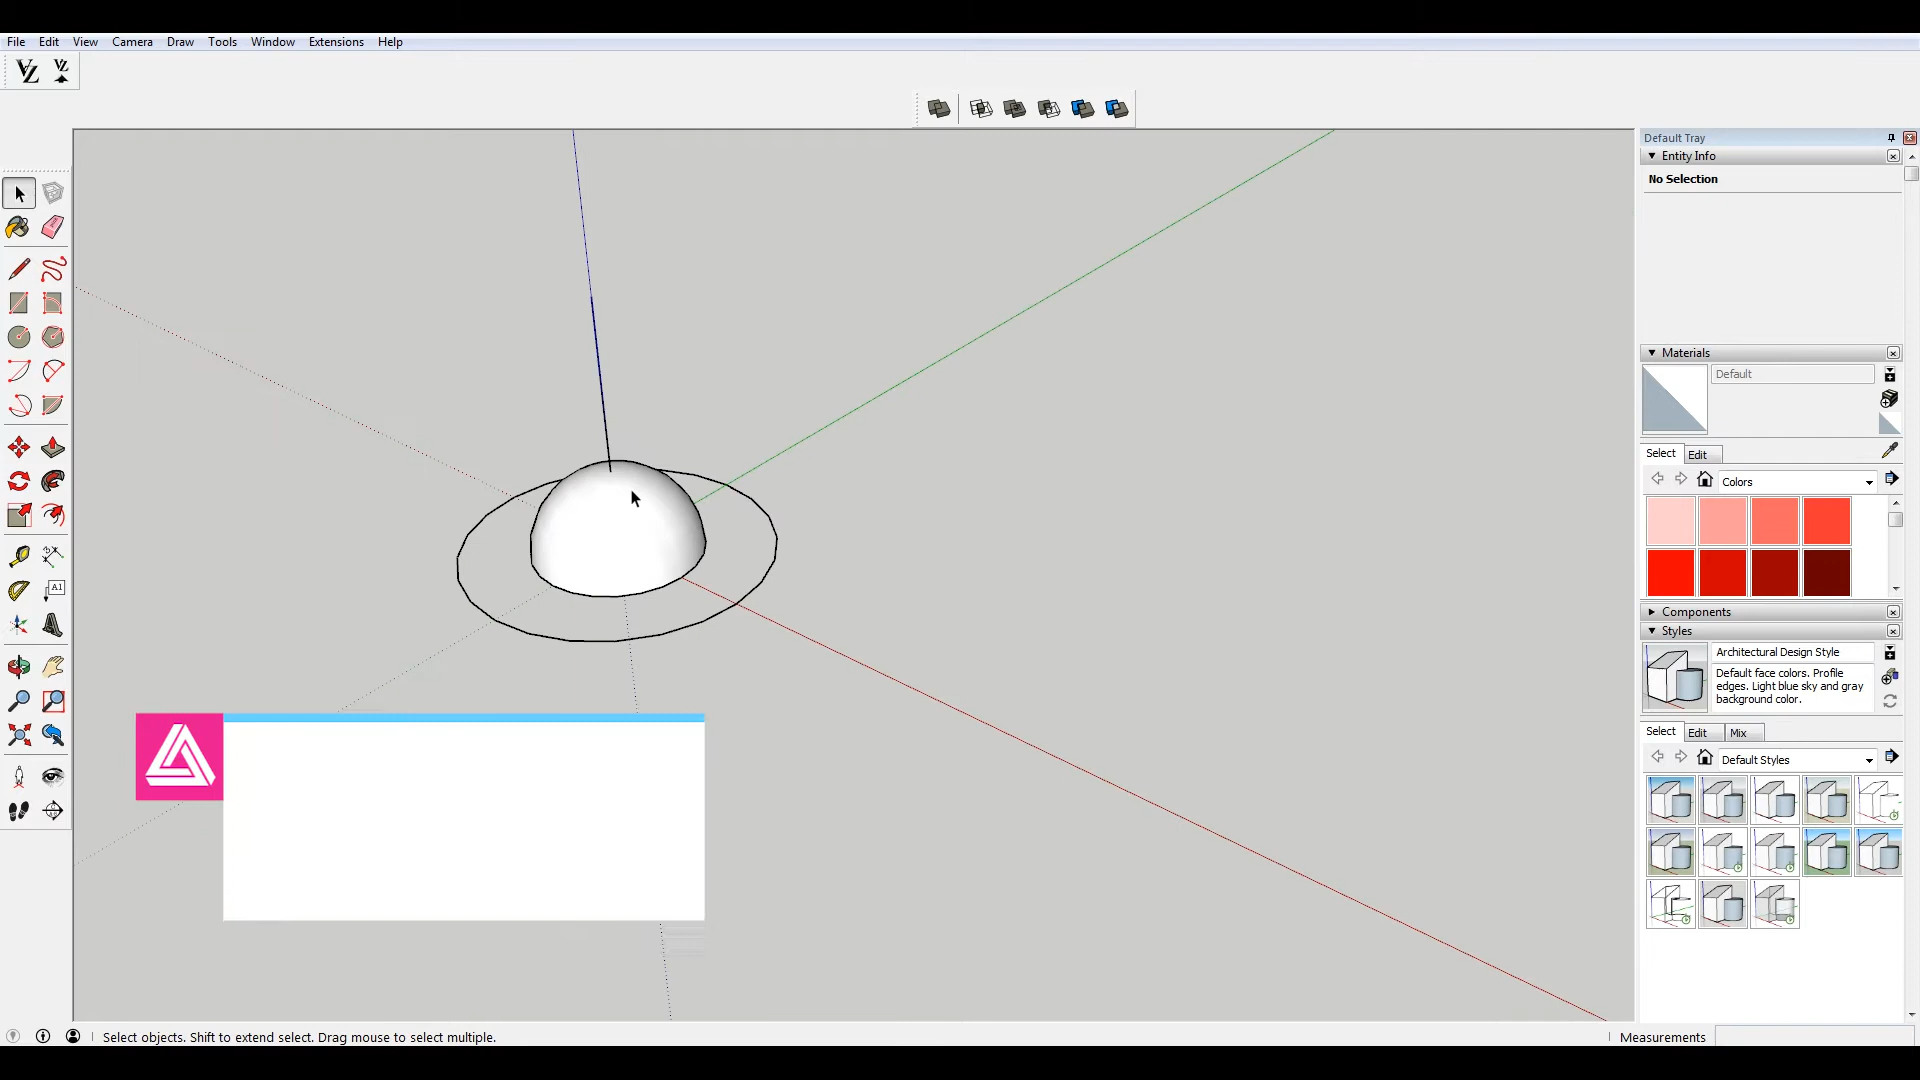 File Edit View Camera Draw Tools Window Extensions Help
Default Tray
Entity Info
No Selection
Materials
Default
Select Edit
Colors
Components
Styles
Architectural Design Style
Default face colors. Profile
edges. Light blue sky and gray
background color.
Select Edit Mix
Default Styles
Select objects. Shift to extend select. Drag mouse to select multiple.
Measurements